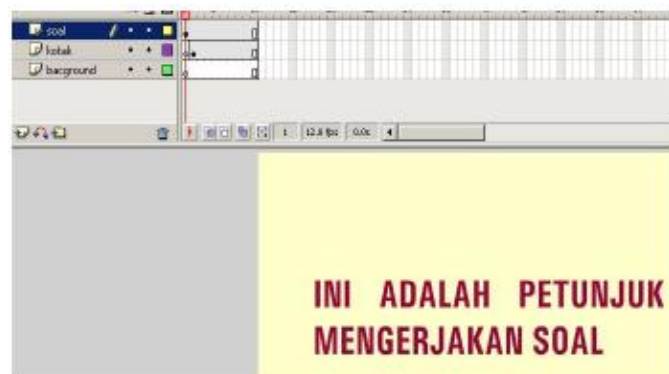 soal
kotak
bacground
1
12.0 fps
0.0s
INI ADALAH PETUNJUK
MENGERJAKAN SOAL